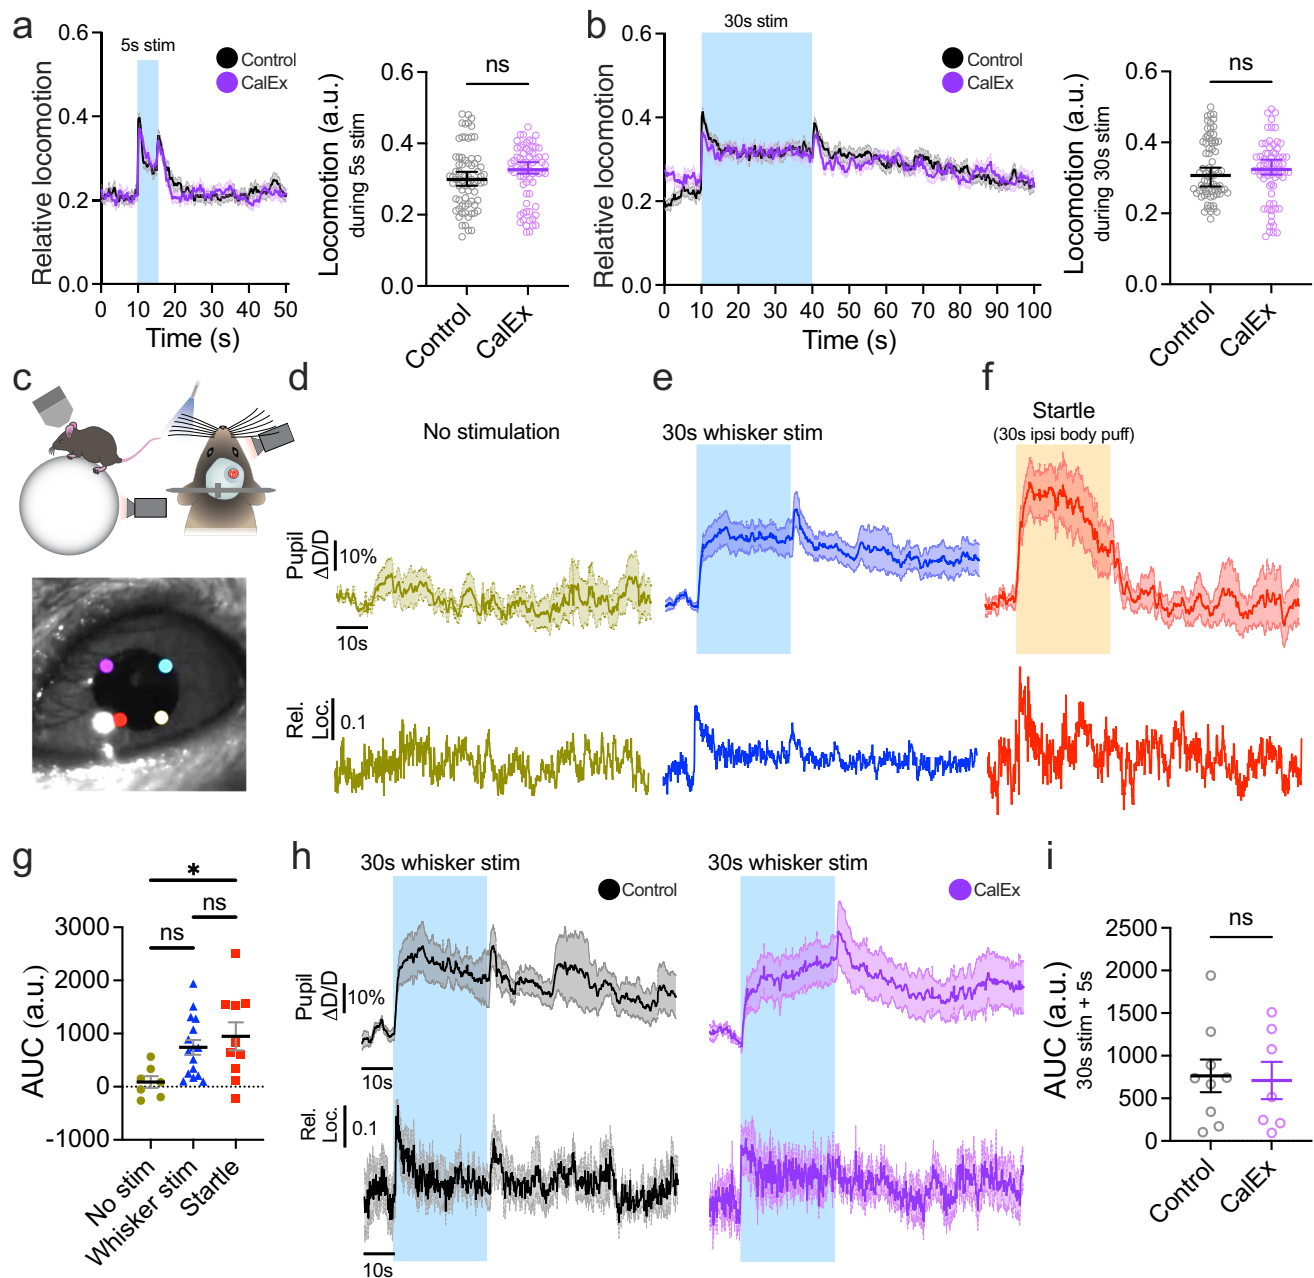 a
5s stim
Control
CalEx
Relative locomotion
0.6
0.4
0.2
0.0
0 10 20 30 40 50
Time (s)
Locomotion (a.u.)
during 5s stim
0.6
0.4
0.2
0.0
ns
Control
CalEx
b
30s stim
Control
CalEx
Relative locomotion
0.6
0.4
0.2
0.0
0 10 20 30 40 50 60 70 80 90 100
Time (s)
Locomotion (a.u.)
during 30s stim
0.6
0.4
0.2
0.0
ns
Control
CalEx
c
d
No stimulation
Pupil
ΔD/D
10%
10s
Rel.
Loc.
0.1
e
30s whisker stim
f
Startle
(30s ipsi body puff)
g
*
ns
ns
AUC (a.u.)
3000
2000
1000
0
-1000
No stim
Whisker stim
Startle
h
30s whisker stim
Control
Pupil
ΔD/D
10%
10s
Rel.
Loc.
0.1
10s
30s whisker stim
CalEx
i
ns
AUC (a.u.)
30s stim + 5s
2500
2000
1500
1000
500
0
Control
CalEx